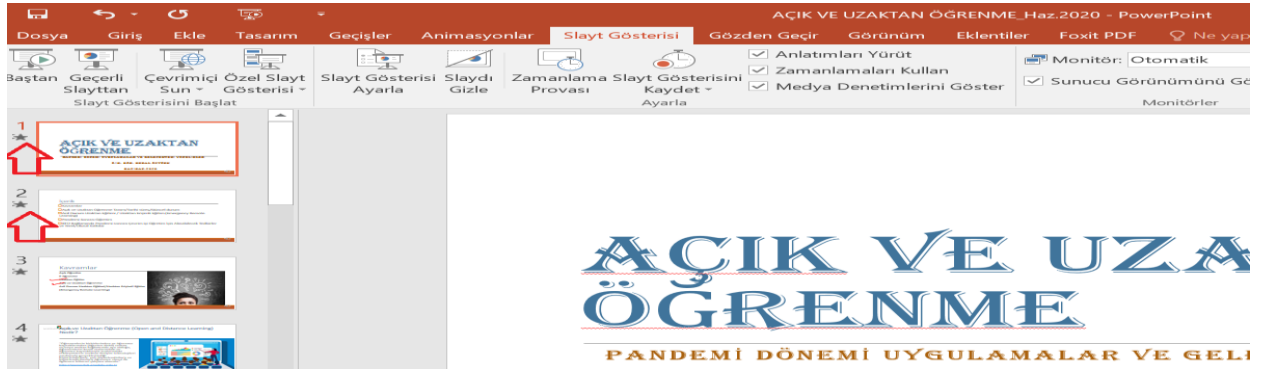 AÇIK VE UZAKTAN ÖĞRENME_Haz.2020 - PowerPoint
Dosya Giriş Ekle Tasarım Geçişler Animasyonlar Slayt Gösterisi Gözden Geçir Görünüm Eklentiler Foxit PDF Ne yap
Baştan Geçerli Slayttan Çevrimiçi Sun Özel Slayt Gösterisi
Slayt Gösterisini Başlat
Slayt Gösterisi Ayarla Slaydı Gizle Zamanlama Provası Slayt Gösterisini Kaydet
Anlatımları Yürüt
Zamanlamaları Kullan
Medya Denetimlerini Göster
Ayarla
Monitör: Otomatik
Sunucu Görünümünü Gö
Monitörler
1
AÇIK VE UZAKTAN
ÖĞRENME
2
3
Kavramlar
4
Açık ve Uzaktan Öğrenme (Open and Distance Learning)
Nedir?
AÇIK VE UZA
ÖĞRENME
PANDEMİ DÖNEMİ UYGULAMALAR VE GELİ